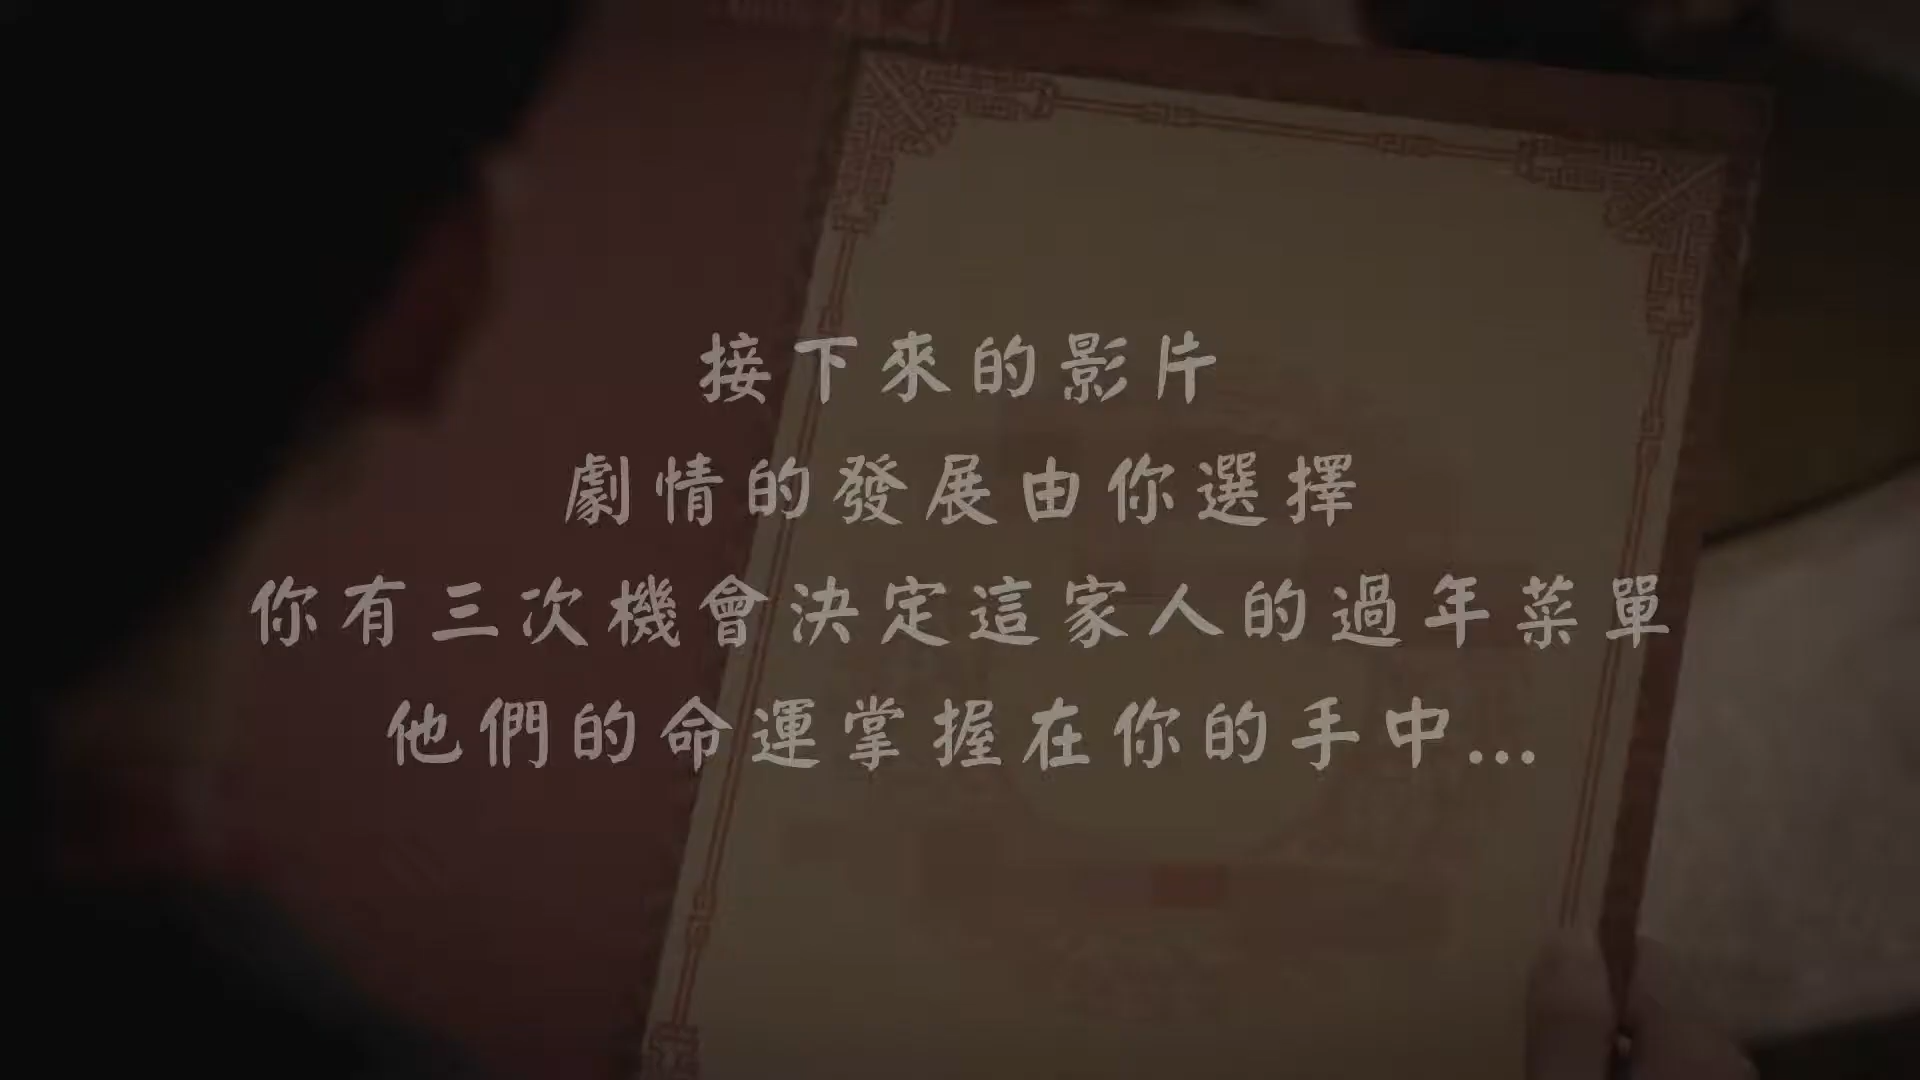 接下來的影片
劇情的發展由你選擇
你有三次機會決定這家人的過年菜單
他們的命運掌握在你的手中...